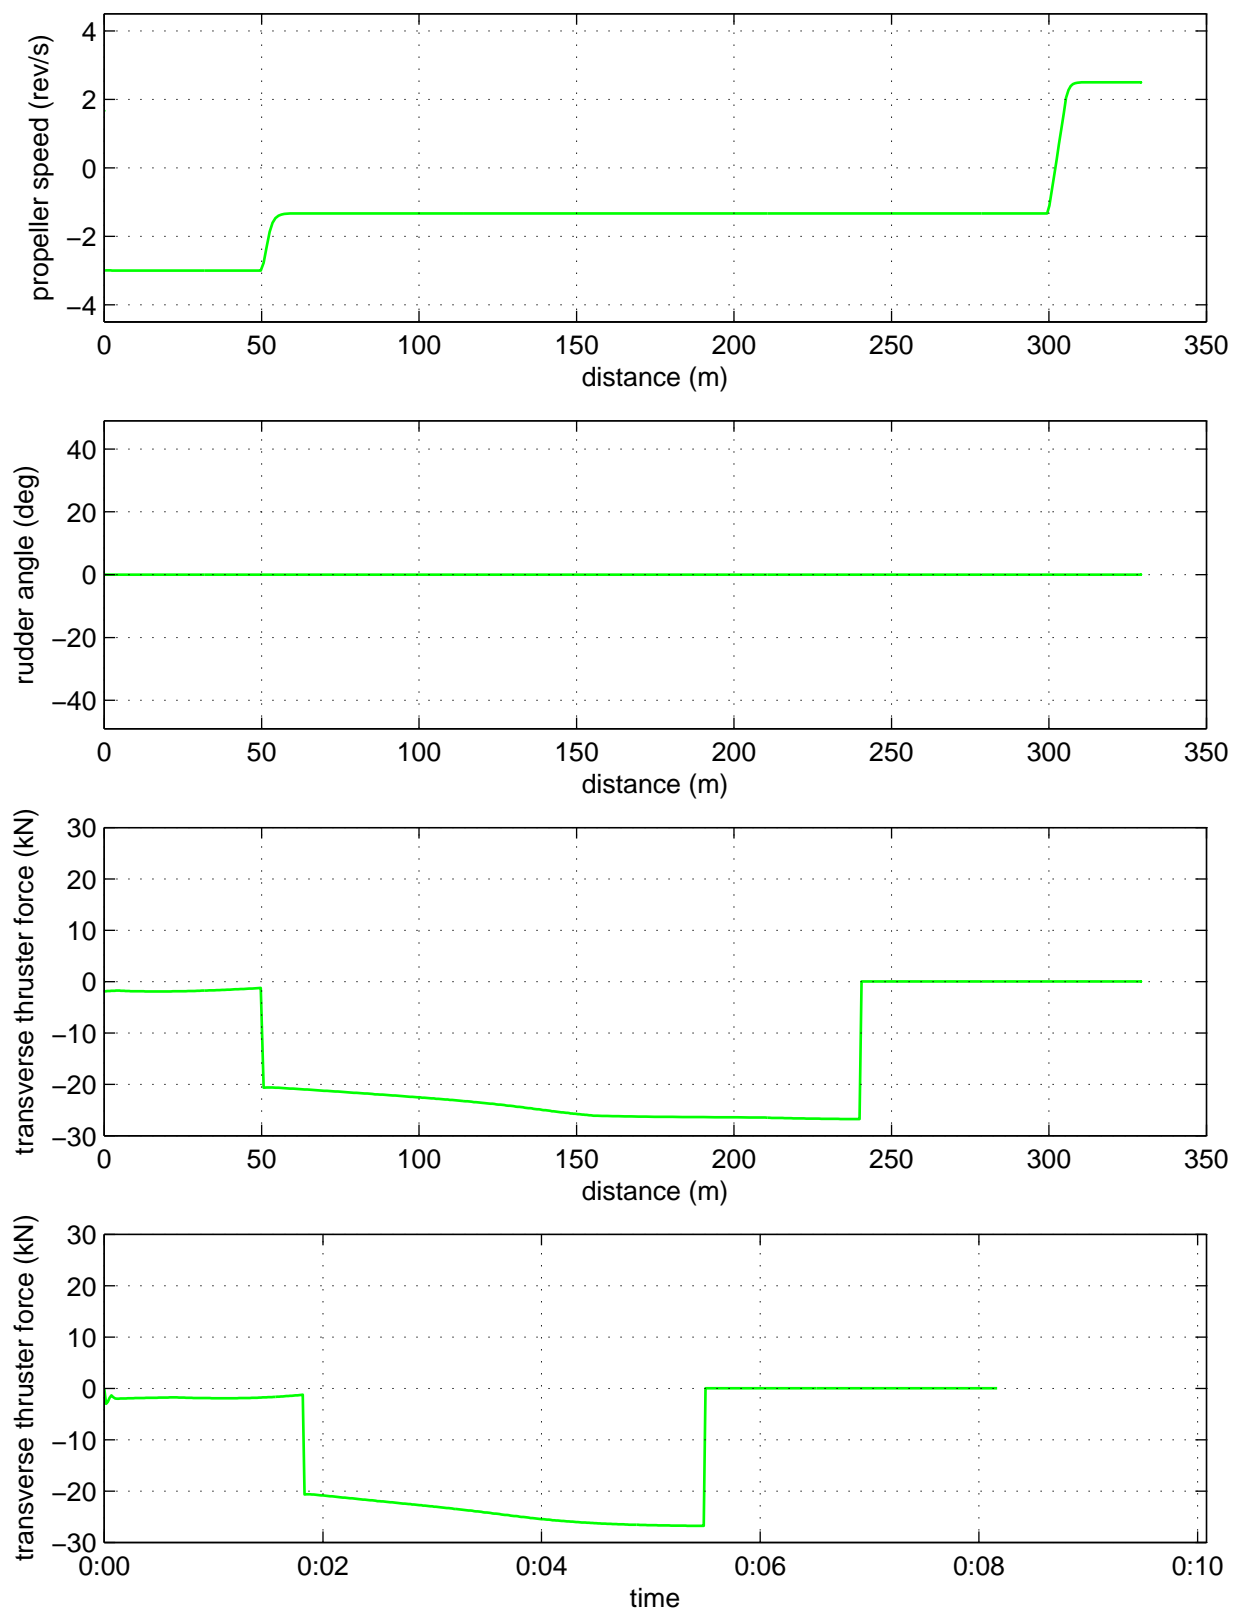 propeller speed (rev/s)
4
2
0
−2
−4
0 50 100 150 200 250 300 350
distance (m)
rudder angle (deg)
40
20
0
−20
−40
0 50 100 150 200 250 300 350
distance (m)
transverse thruster force (kN)
30
20
10
0
−10
−20
−30
0 50 100 150 200 250 300 350
distance (m)
transverse thruster force (kN)
30
20
10
0
−10
−20
−30
0:00 0:02 0:04 0:06 0:08 0:10
time